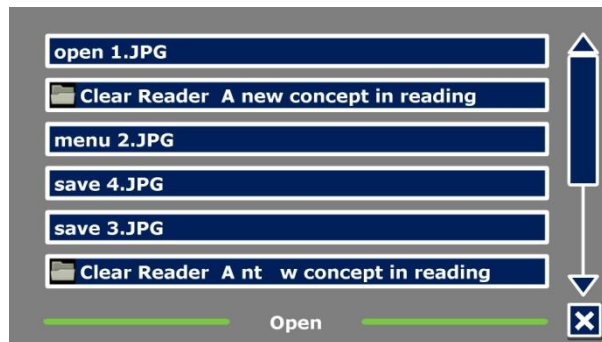 open 1.JPG
Clear Reader A new concept in reading
menu 2.JPG
save 4.JPG
save 3.JPG
Clear Reader A nt w concept in reading
Open